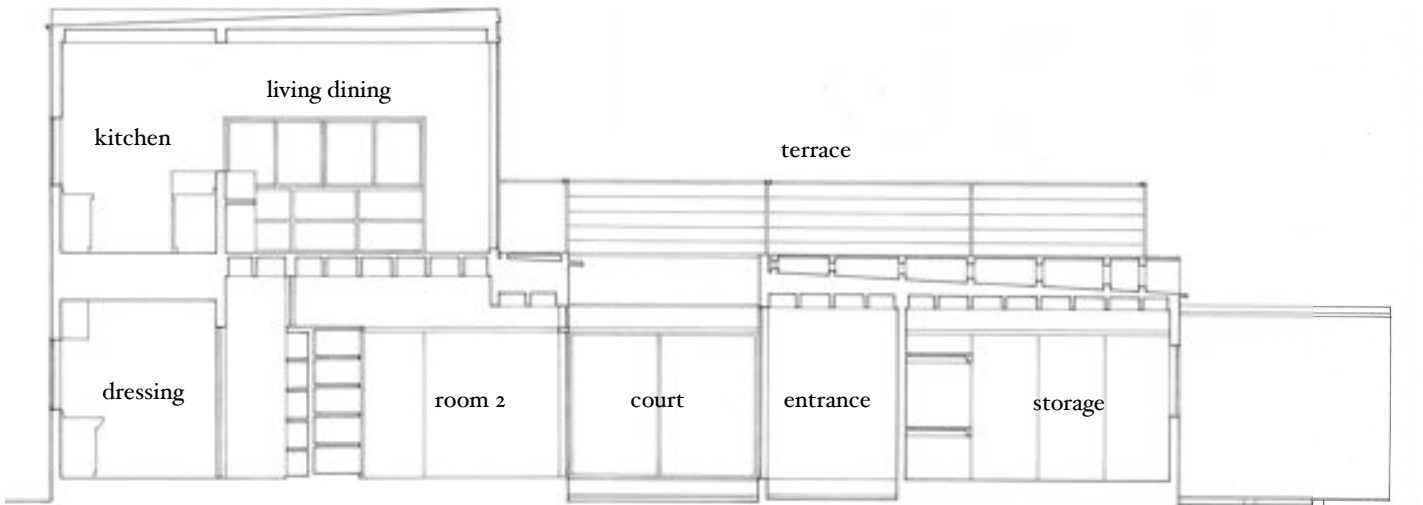 living dining
kitchen
terrace
dressing
room 2
court
entrance
storage